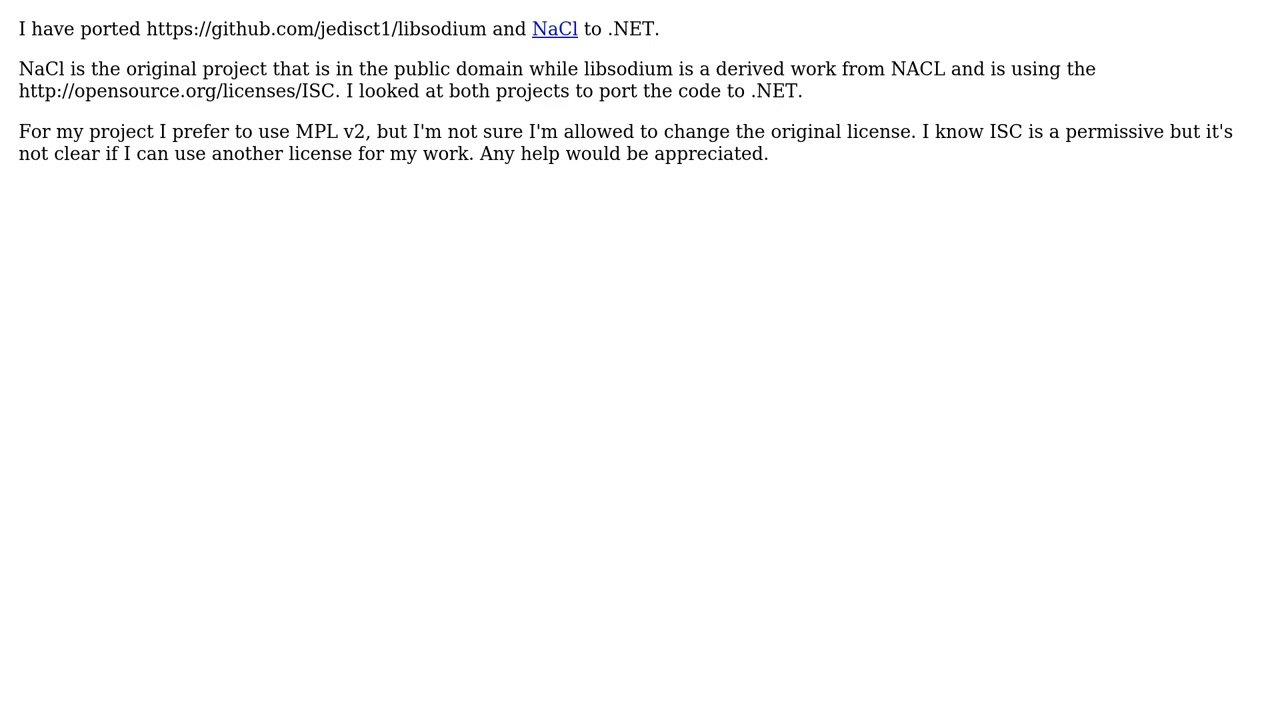 I have ported https://github.com/jedisct1/libsodium and NaCl to .NET.
NaCl is the original project that is in the public domain while libsodium is a derived work from NACL and is using the
http://opensource.org/licenses/ISC. I looked at both projects to port the code to .NET.
For my project I prefer to use MPL v2, but I'm not sure I'm allowed to change the original license. I know ISC is a permissive but it's
not clear if I can use another license for my work. Any help would be appreciated.